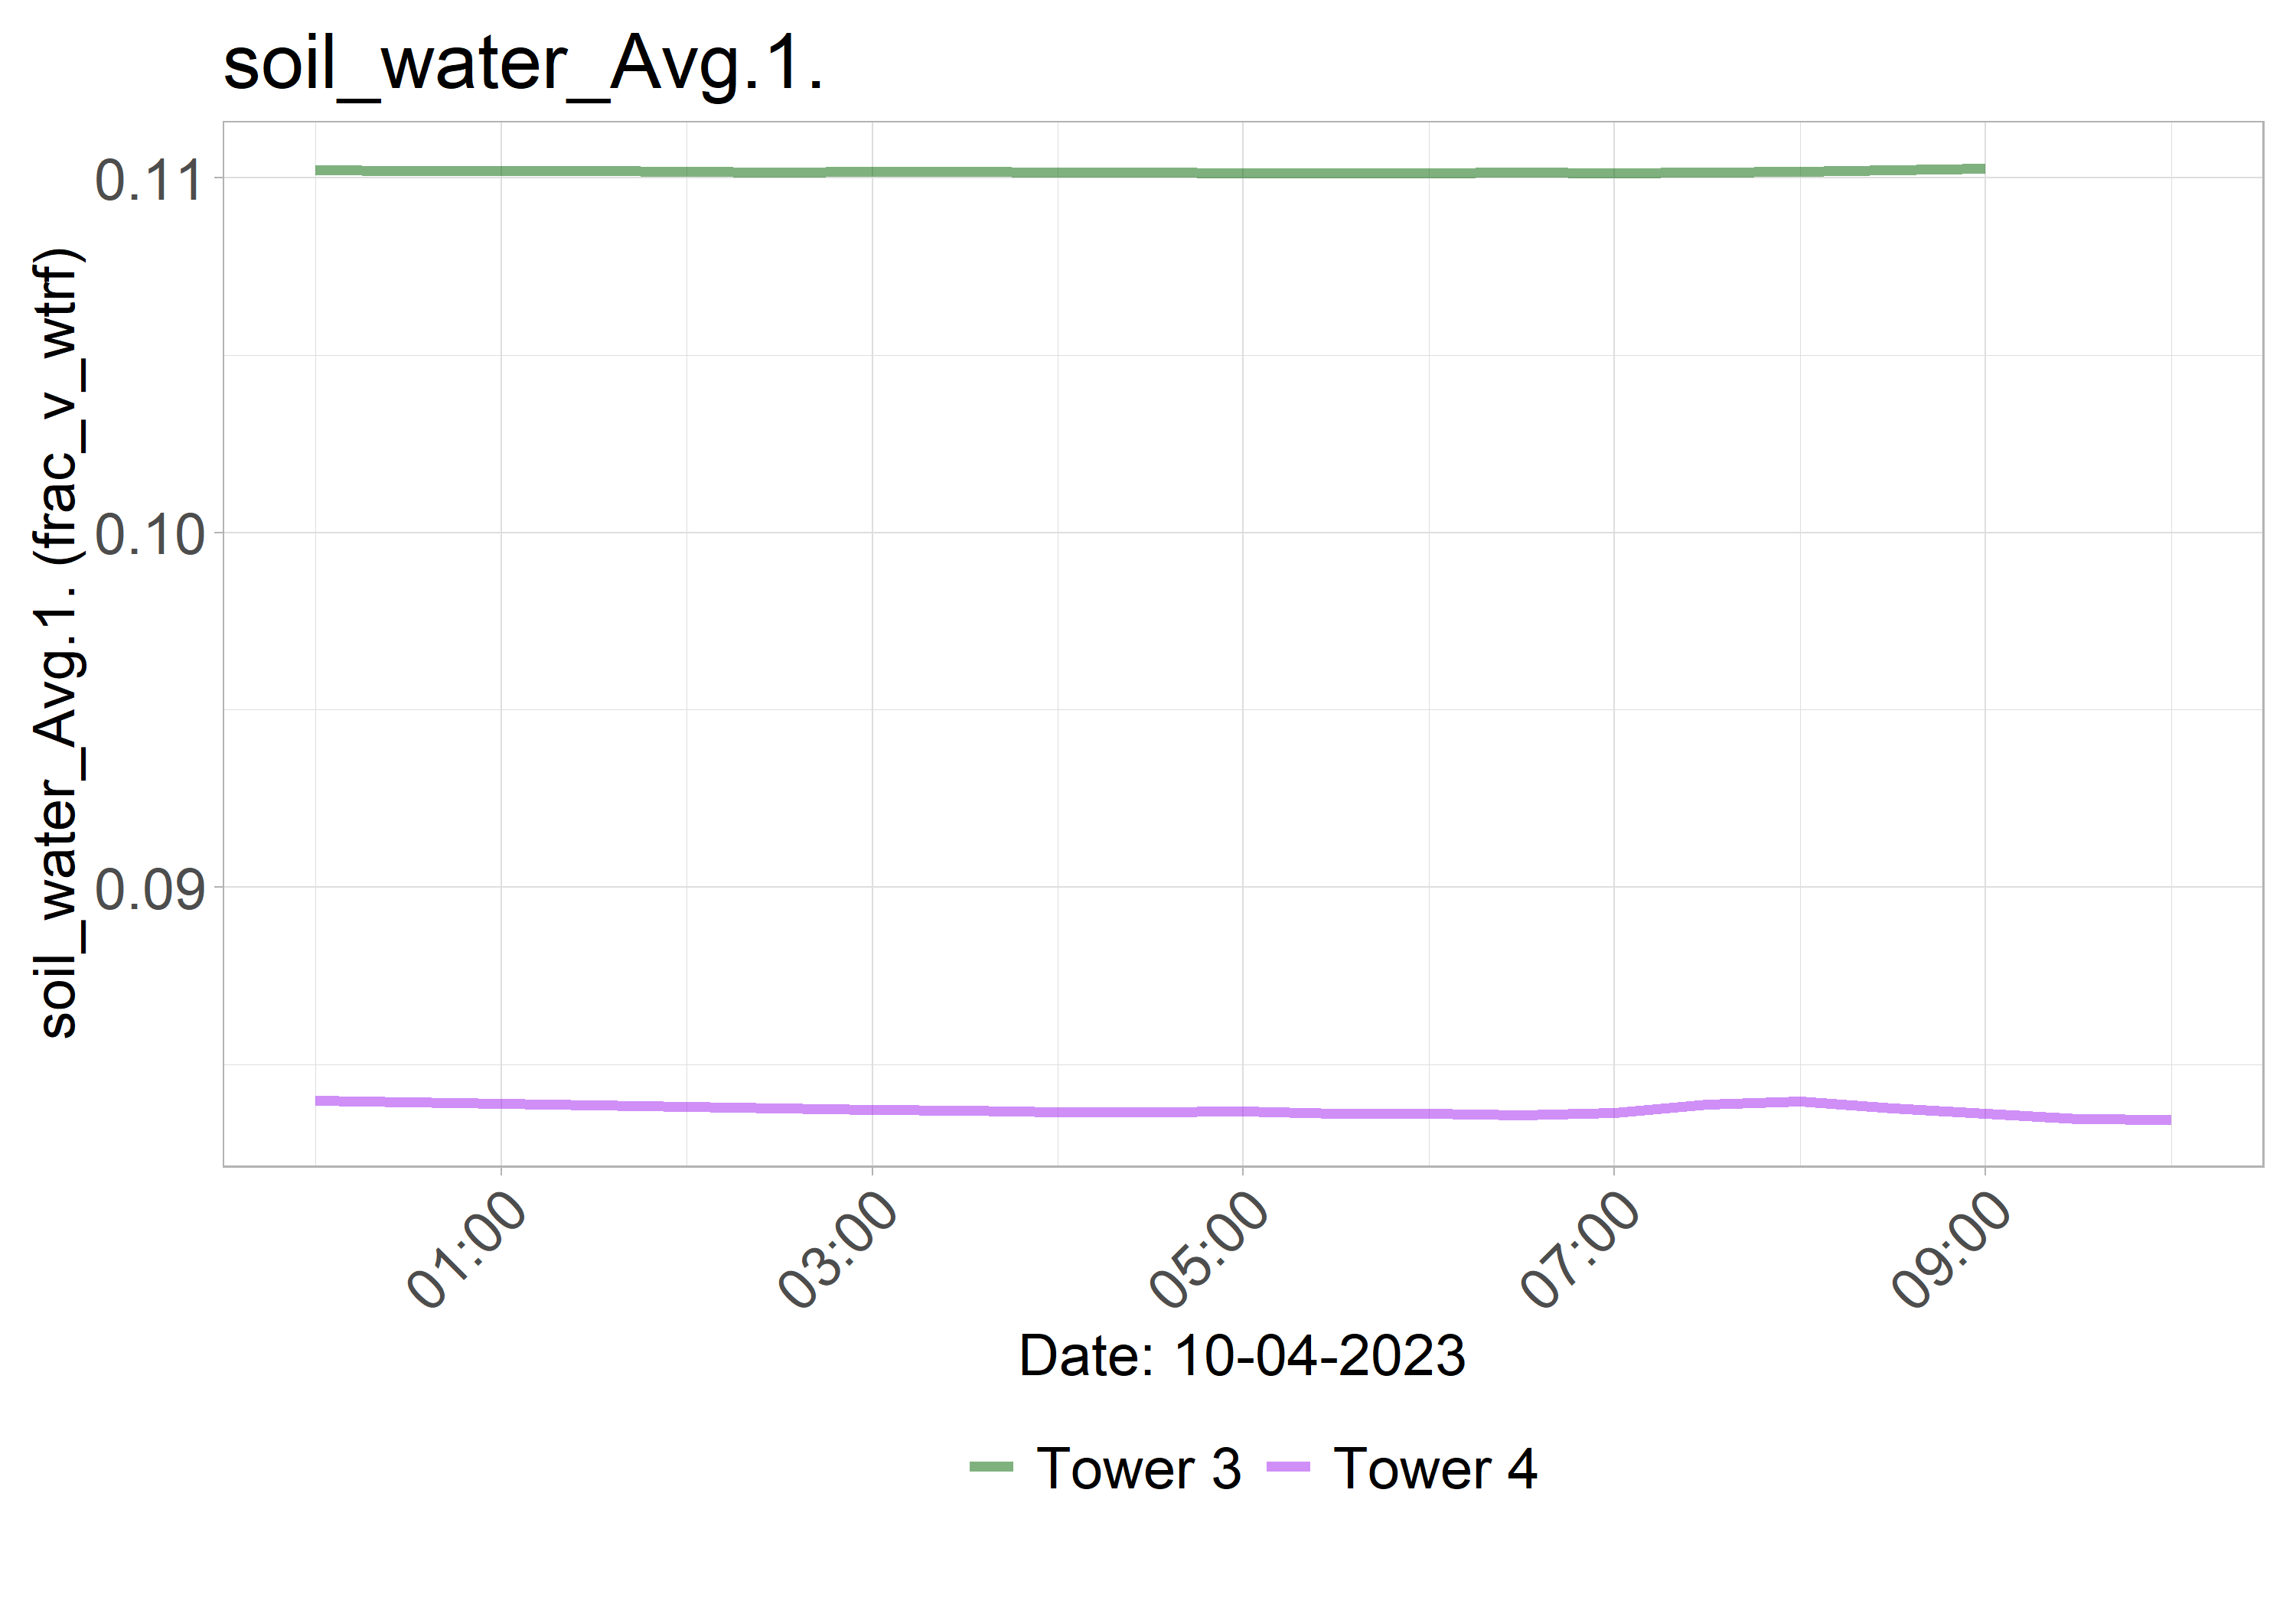 soil_water_Avg.1.
soil_water_Avg.1. (frac_v_wtrf)
0.11
0.10
0.09
01:00
03:00
05:00
07:00
09:00
Date: 10-04-2023
Tower 3
Tower 4